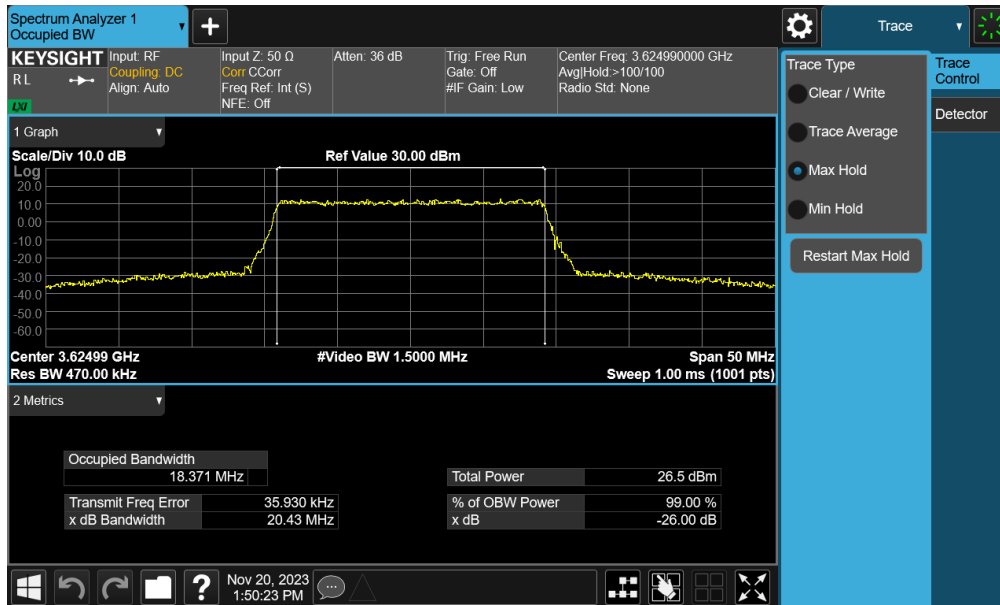 Spectrum Analyzer 1
Occupied BW
+
Trace
KEYSIGHT
R L
LXI
Input: RF
Coupling: DC
Align: Auto
Input Z: 50 Ω
Corr CCorr
Freq Ref: Int (S)
NFE: Off
Atten: 36 dB
Trig: Free Run
Gate: Off
#IF Gain: Low
Center Freq: 3.624990000 GHz
Avg|Hold:>100/100
Radio Std: None
Trace Type
Clear / Write
Trace Average
Max Hold
Min Hold
Restart Max Hold
Trace
Control
Detector
1 Graph
Scale/Div 10.0 dB
Ref Value 30.00 dBm
Log
20.0
10.0
0.00
-10.0
-20.0
-30.0
-40.0
-50.0
-60.0
Center 3.62499 GHz
#Video BW 1.5000 MHz
Span 50 MHz
Res BW 470.00 kHz
Sweep 1.00 ms (1001 pts)
2 Metrics
Occupied Bandwidth
18.371 MHz
Total Power 26.5 dBm
Transmit Freq Error 35.930 kHz
% of OBW Power 99.00 %
x dB Bandwidth 20.43 MHz
x dB -26.00 dB
?
Nov 20, 2023
1:50:23 PM